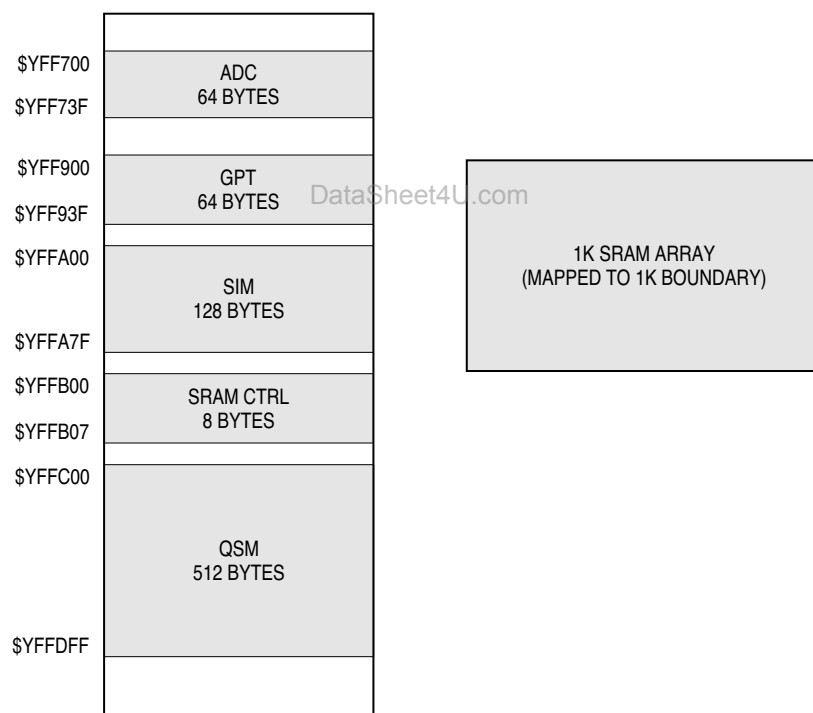 $YFF700
ADC
64 BYTES
$YFF73F
$YFF900
GPT
64 BYTES
$YFF93F
DataSheet4U.com
$YFFA00
SIM
128 BYTES
$YFFA7F
1K SRAM ARRAY
(MAPPED TO 1K BOUNDARY)
$YFFB00
SRAM CTRL
8 BYTES
$YFFB07
$YFFC00
QSM
512 BYTES
$YFFDFF